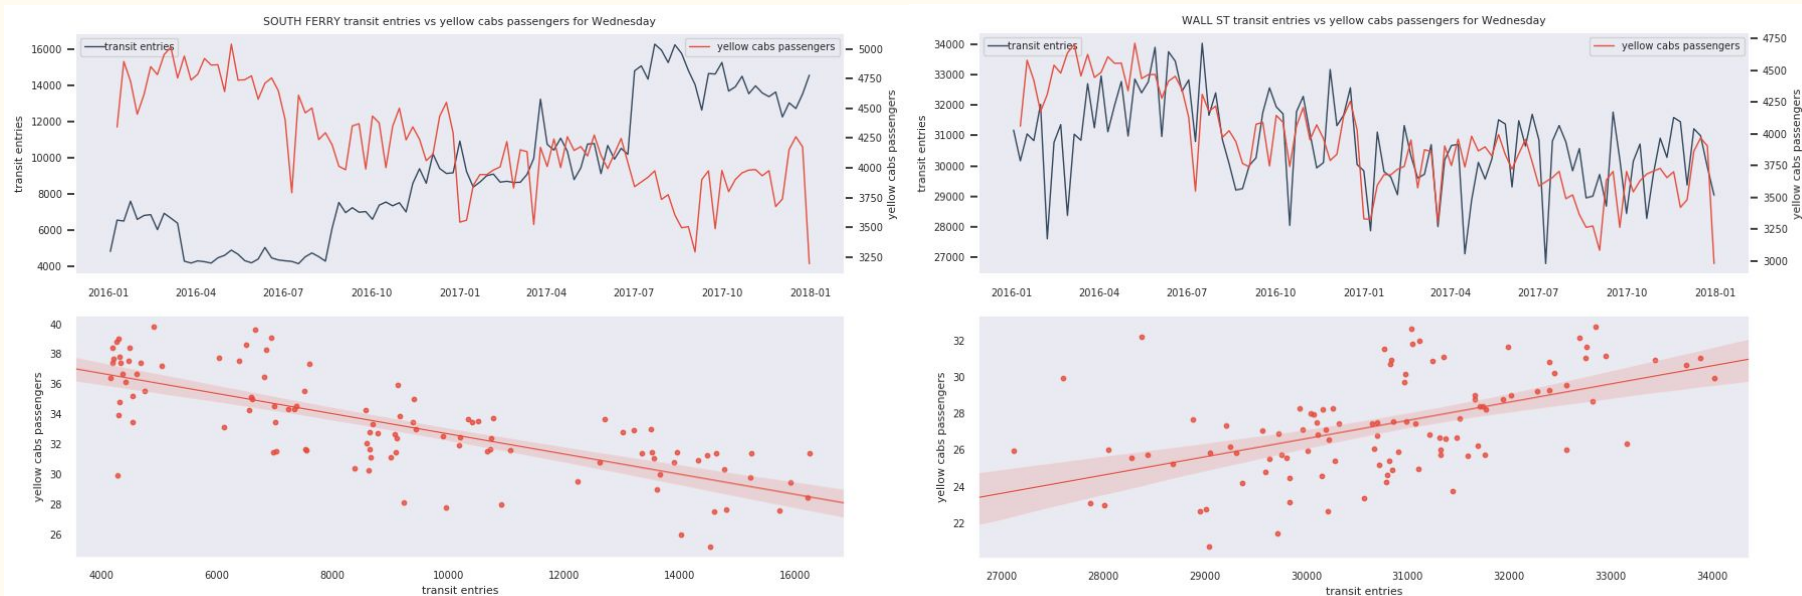 SOUTH FERRY transit entries vs yellow cabs passengers for Wednesday
transit entries
yellow cabs passengers
transit entries
16000
14000
12000
10000
8000
6000
4000
5000
4750
4500
4250
4000
3750
3500
3250
yellow cabs passengers
2016-01 2016-04 2016-07 2016-10 2017-01 2017-04 2017-07 2017-10 2018-01
WALL ST transit entries vs yellow cabs passengers for Wednesday
transit entries
yellow cabs passengers
transit entries
34000
33000
32000
31000
30000
29000
28000
27000
4750
4500
4250
4000
3750
3500
3250
3000
yellow cabs passengers
2016-01 2016-04 2016-07 2016-10 2017-01 2017-04 2017-07 2017-10 2018-01
yellow cabs passengers
40
38
36
34
32
30
28
26
4000 6000 8000 10000 12000 14000 16000
transit entries
yellow cabs passengers
32
30
28
26
24
22
27000 28000 29000 30000 31000 32000 33000 34000
transit entries